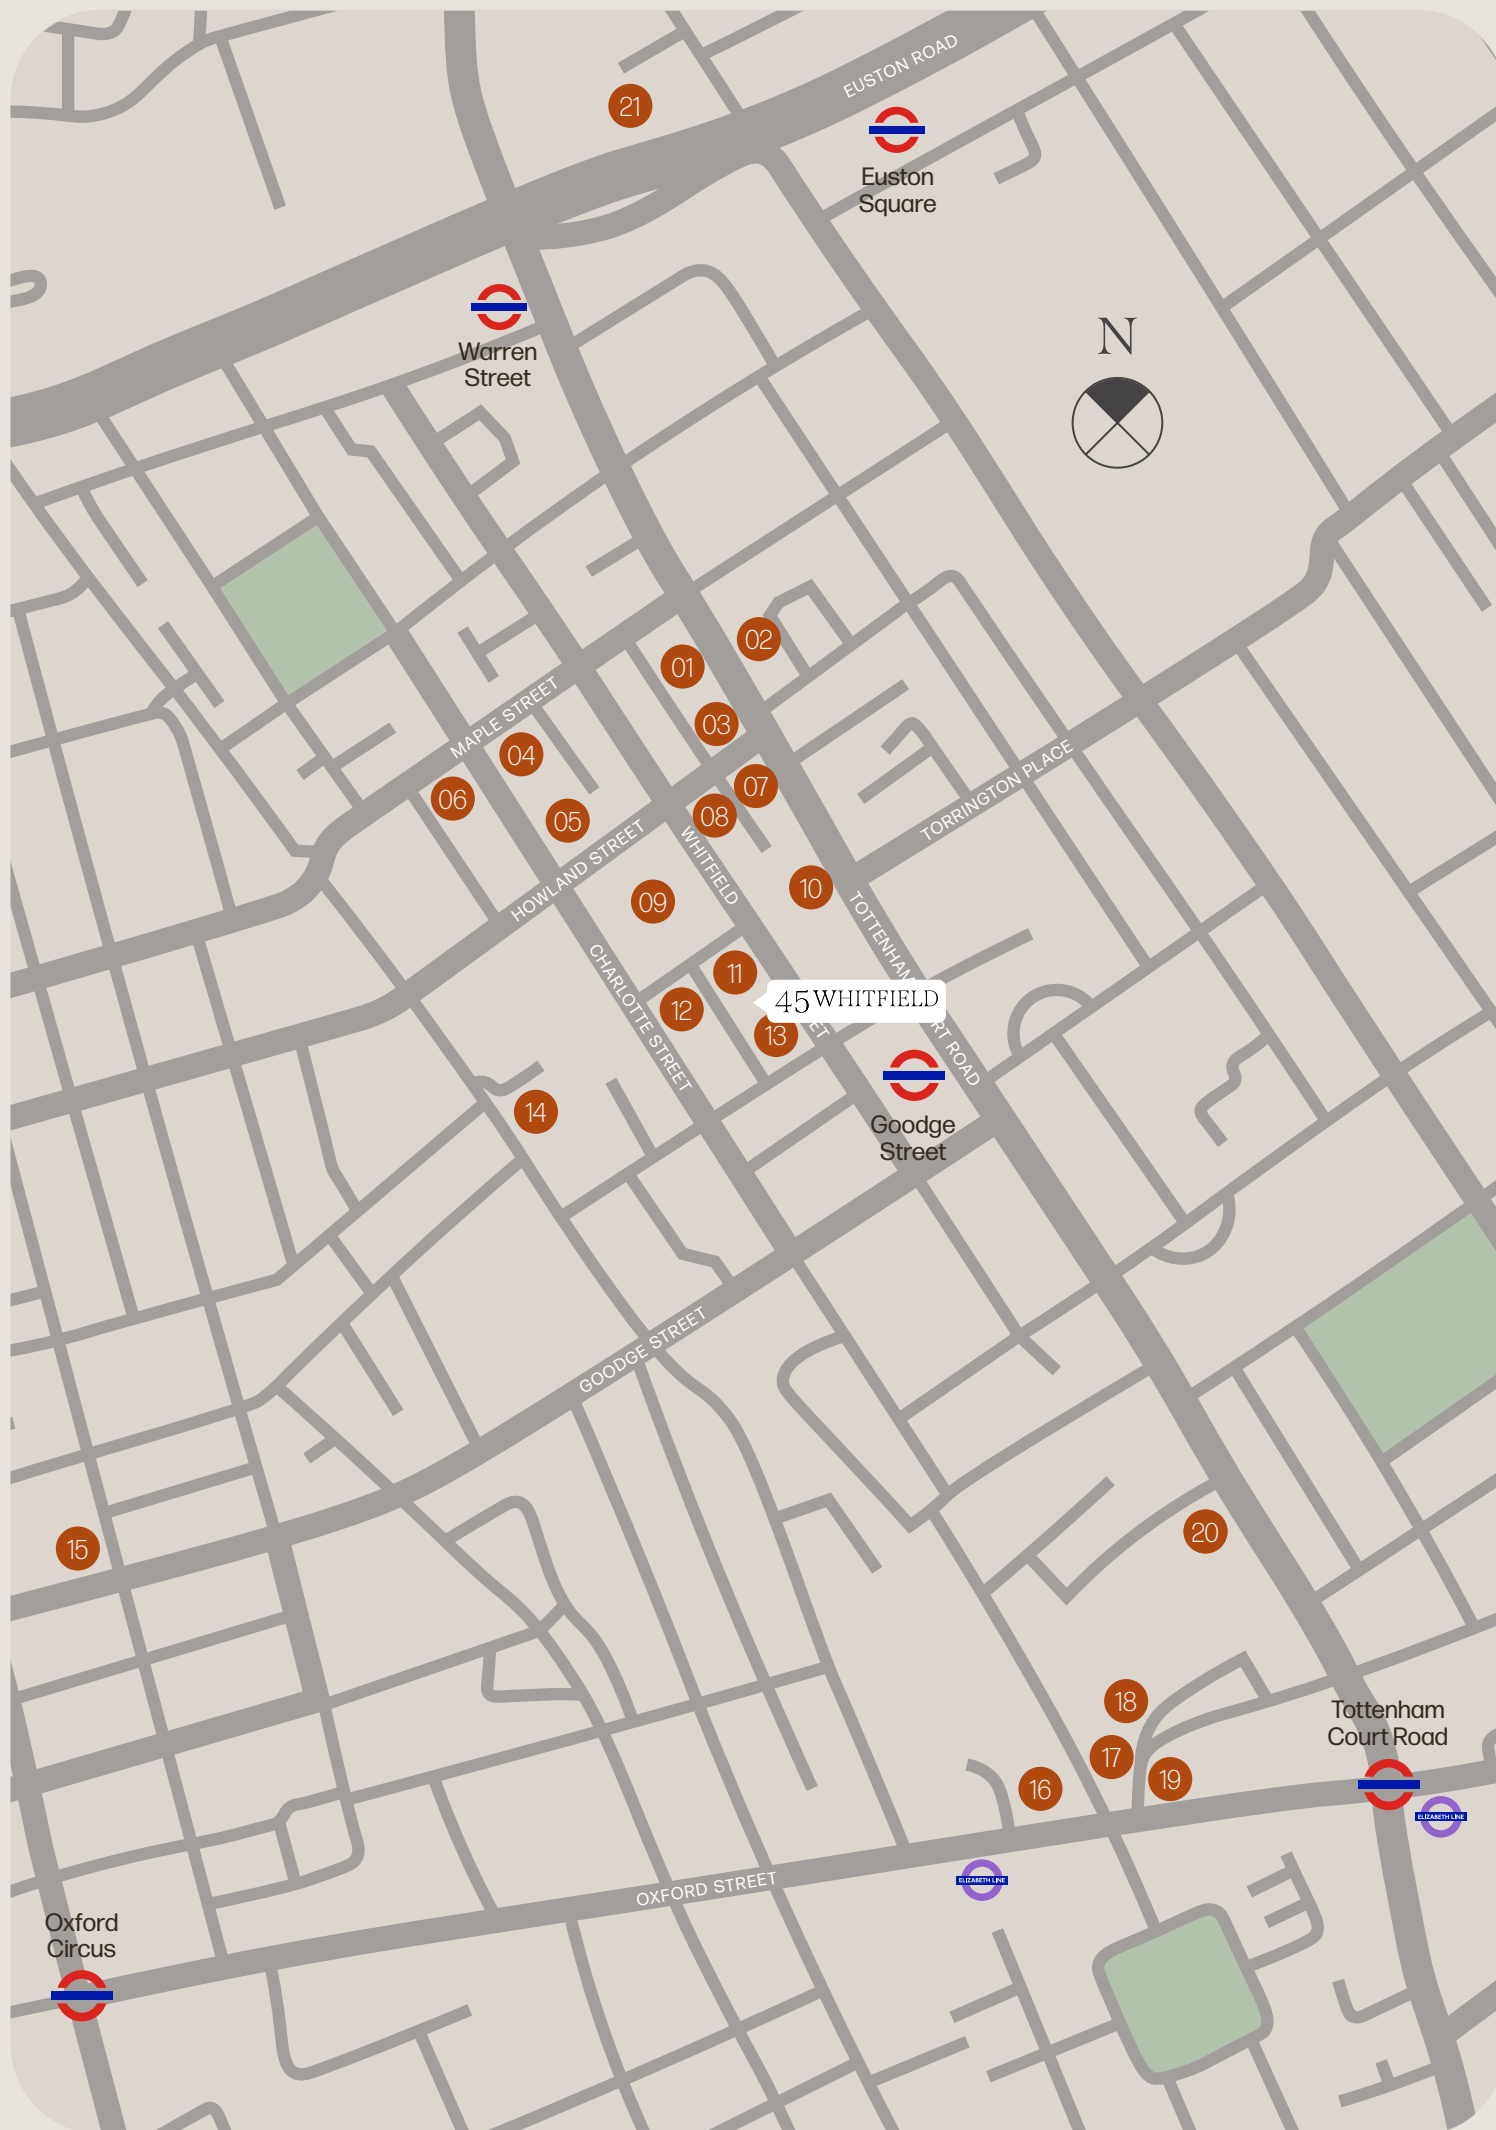 EUSTON ROAD
21
Euston
Square
N
Warren
Street
02
01
MAPLE STREET
03
04
TORRINGTON PLACE
07
06
08
05
HOWLAND STREET
WHITFIELD
10
09
TOTTENHAM
CHARLOTTE STREET
11
45 WHITFIELD
12
13
ET
RT ROAD
14
Goodge
Street
GOODGE STREET
20
15
18
Tottenham
Court Road
17
19
16
ELIZABETH LINE
OXFORD STREET
ELIZABETH LINE
Oxford
Circus